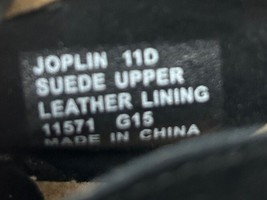 JOPLIN 11D
SUEDE UPPER
LEATHER LINING
11571 G15
MADE IN CHINA